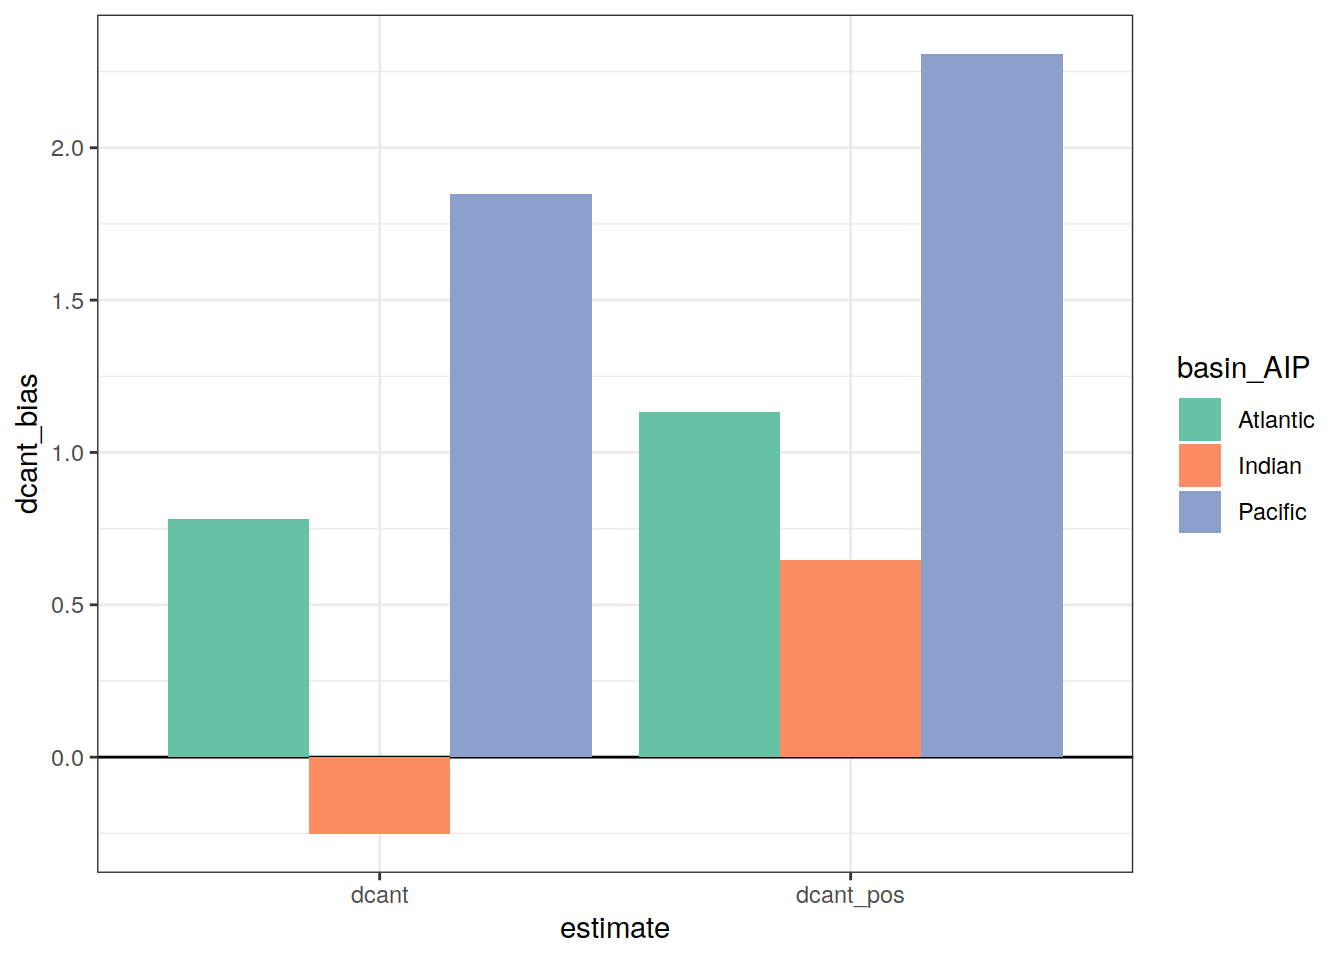 2.0
1.5
1.0
0.5
0.0
dcant_bias
dcant
dcant_pos
estimate
basin_AIP
Atlantic
Indian
Pacific